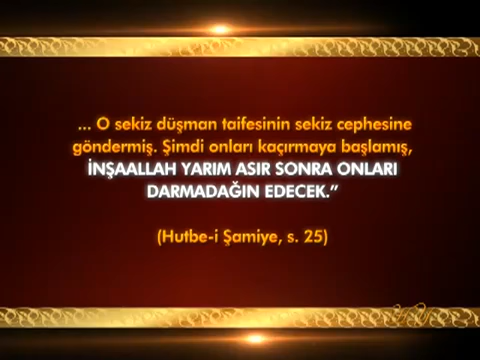 ... O sekiz düşman taifesinin sekiz cephesine
göndermiş. Şimdi onları kaçırmaya başlamış,
İNŞAALLAH YARIM ASIR SONRA ONLARI
DARMADAĞIN EDECEK.”
(Hutbe-i Şamiye, s. 25)